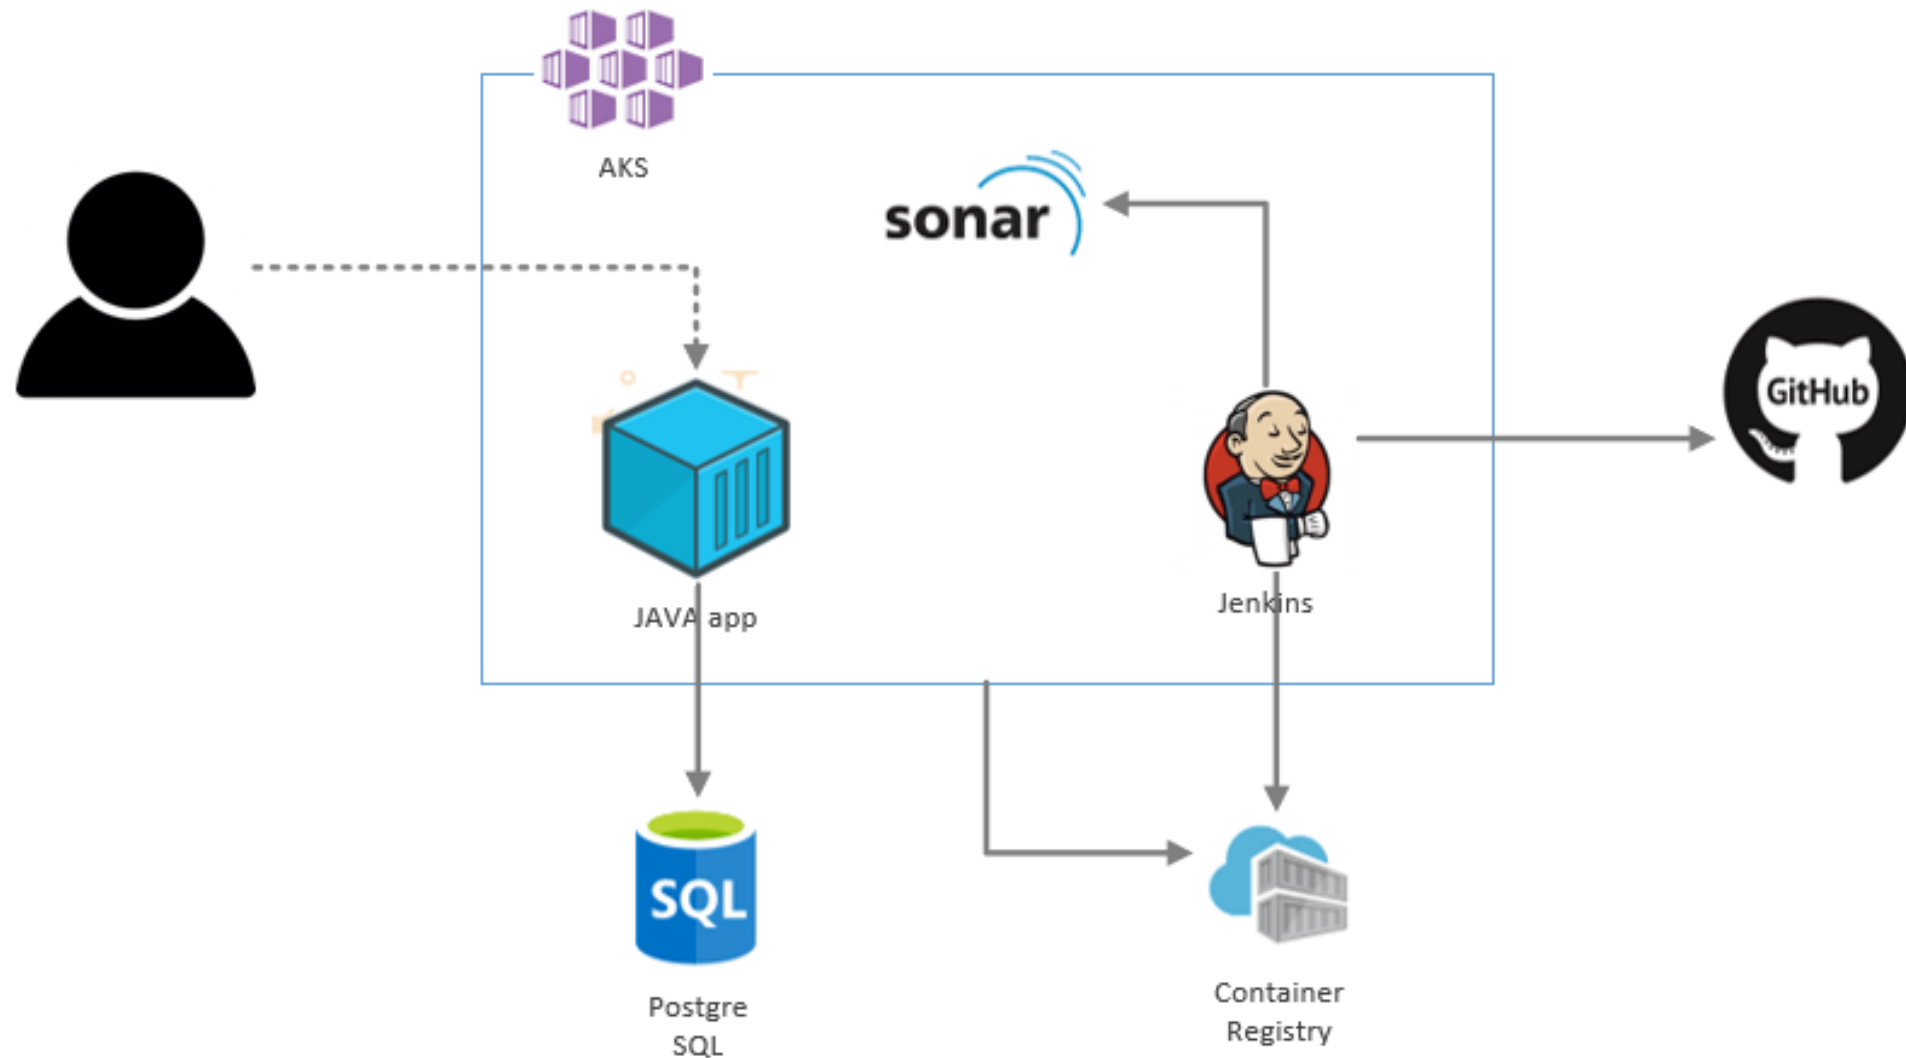 AKS
sonar
GitHub
JAVA app
Jenkins
SQL
Postgre
SQL
Container
Registry